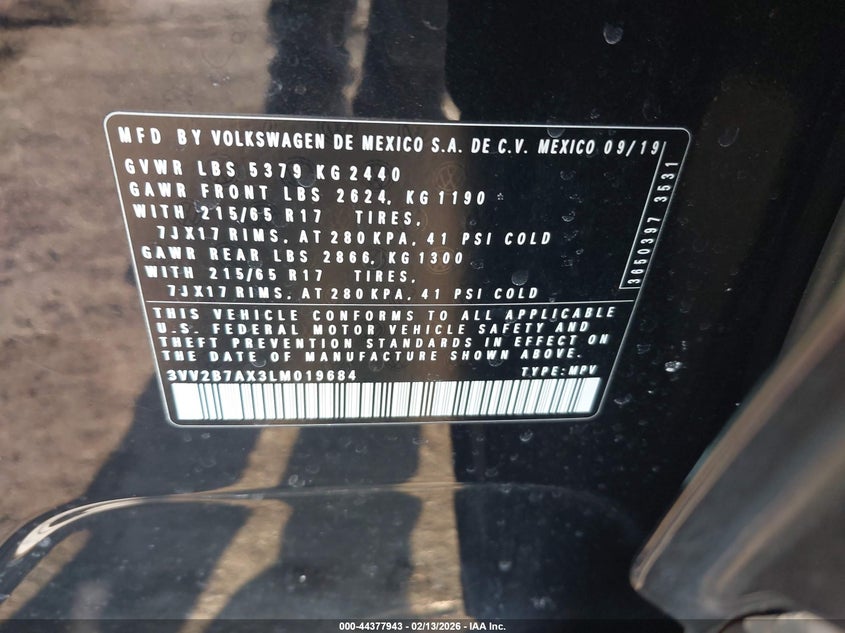 MFD BY VOLKSWAGEN DE MEXICO S.A. DE C.V. MEXICO 09/19
GVWR LBS 5379 KG 2440
GAWR FRONT LBS 2624, KG 1190
WITH 215/65 R17 TIRES,
7JX17 RIMS, AT 280 KPA, 41 PSI COLD
GAWR REAR LBS 2866, KG 1300
WITH 215/65 R17 TIRES,
7JX17 RIMS, AT 280 KPA, 41 PSI COLD
THIS VEHICLE CONFORMS TO ALL APPLICABLE
U.S. FEDERAL MOTOR VEHICLE SAFETY AND
THEFT PREVENTION STANDARDS IN EFFECT ON
THE DATE OF MANUFACTURE SHOWN ABOVE.
3VV2B7AX3LM019684 TYPE: MPV
3650397 3531
000-44377943 - 02/13/2026 - IAA Inc.